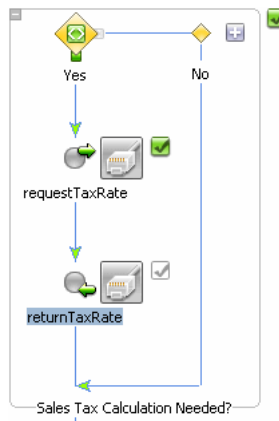 Yes
No
requestTaxRate
returnTaxRate
Sales Tax Calculation Needed?